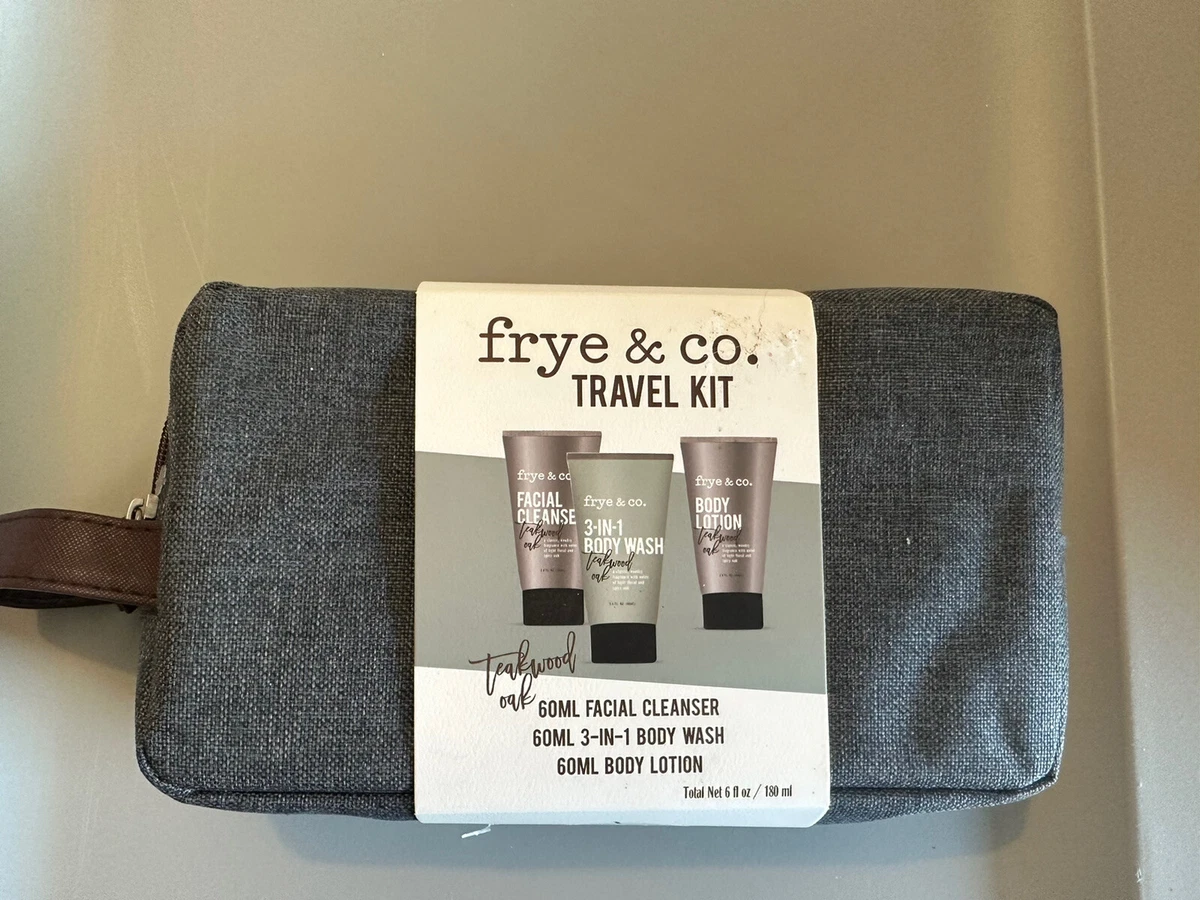 frye & co.
TRAVEL KIT
frye & co.
FACIAL
CLEANSE
teakwood
oak
frye & co.
3-IN-1
BODY WASH
teakwood
oak
frye & co.
BODY
LOTION
teakwood
oak
teakwood
oak
60ML FACIAL CLEANSER
60ML 3-IN-1 BODY WASH
60ML BODY LOTION
Total Net 6 fl oz / 180 ml